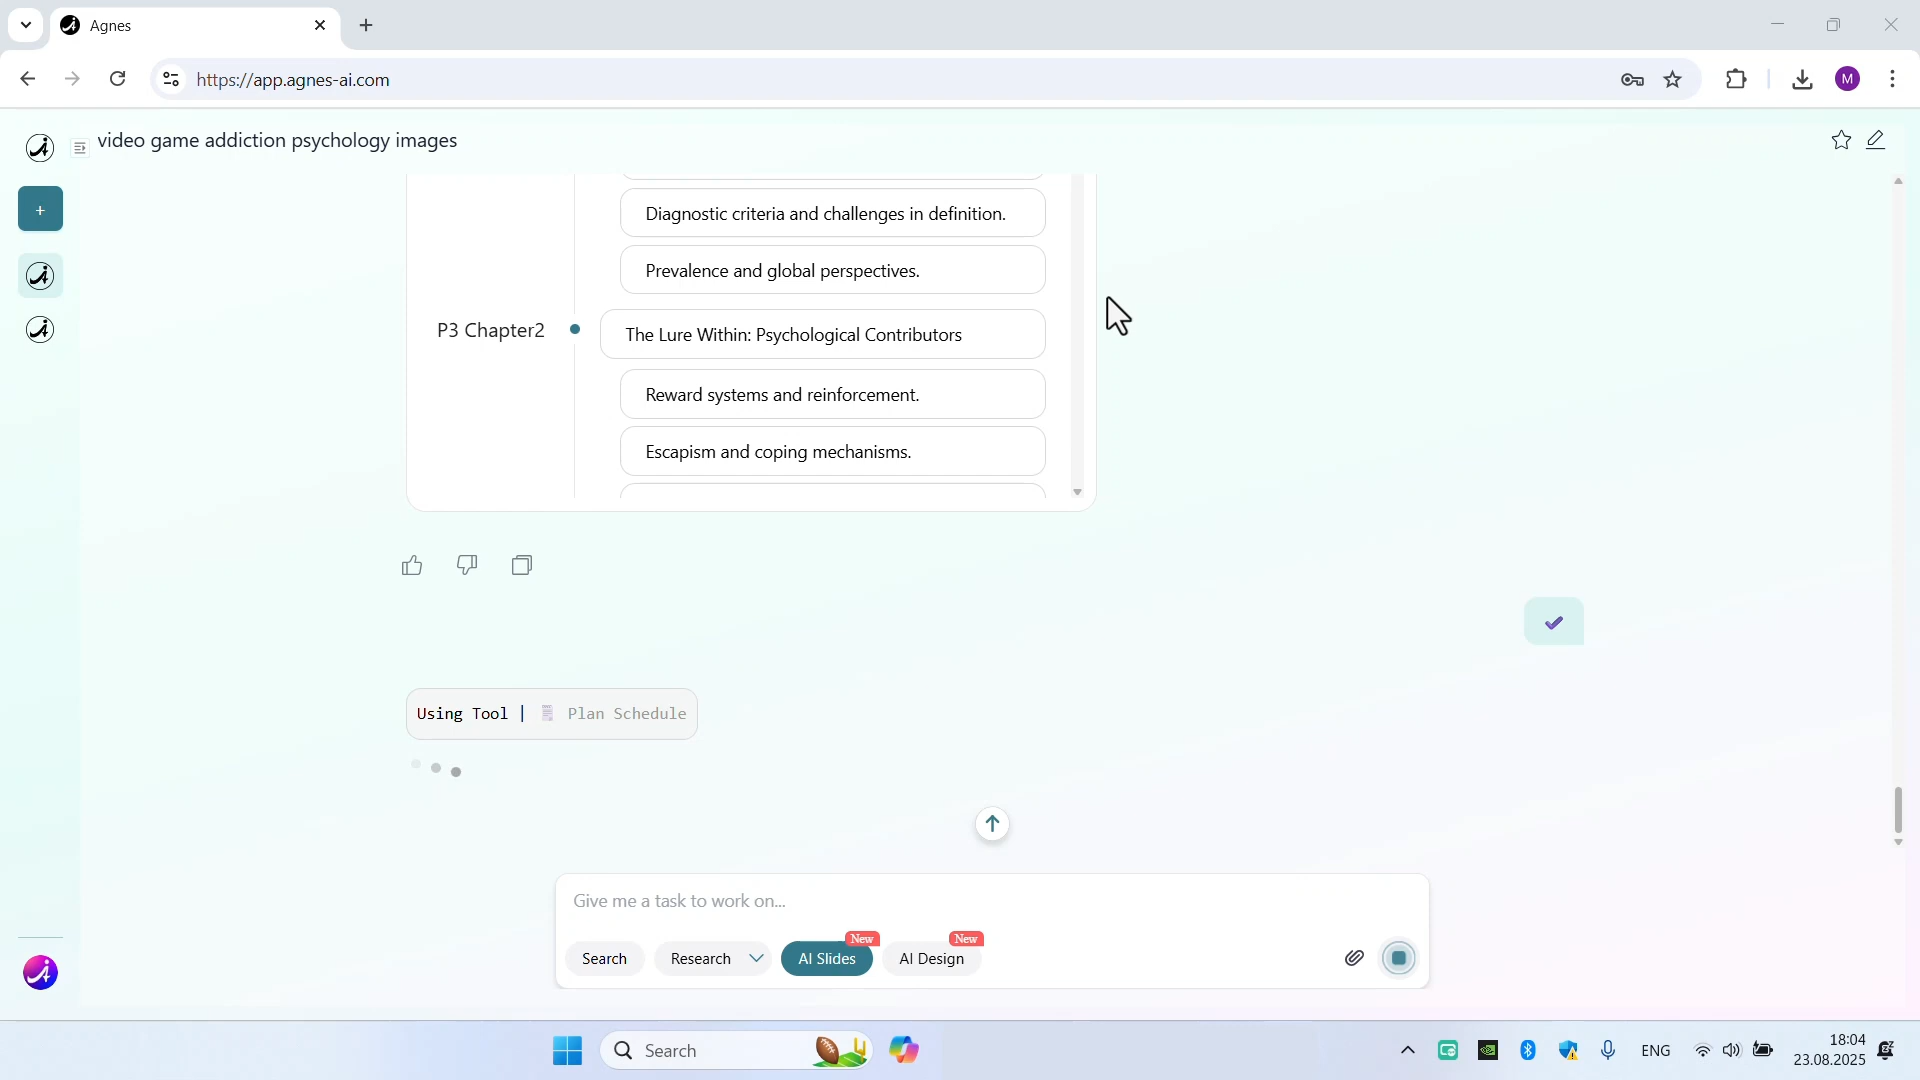 Agnes
https://app.agnes-ai.com
M
video game addiction psychology images
+
Diagnostic criteria and challenges in definition.
Prevalence and global perspectives.
P3 Chapter2
The Lure Within: Psychological Contributors
Reward systems and reinforcement.
Escapism and coping mechanisms.
Using Tool | Plan Schedule
Give me a task to work on...
New
New
Search
Research
AI Slides
AI Design
Search
ENG
18:04
23.08.2025